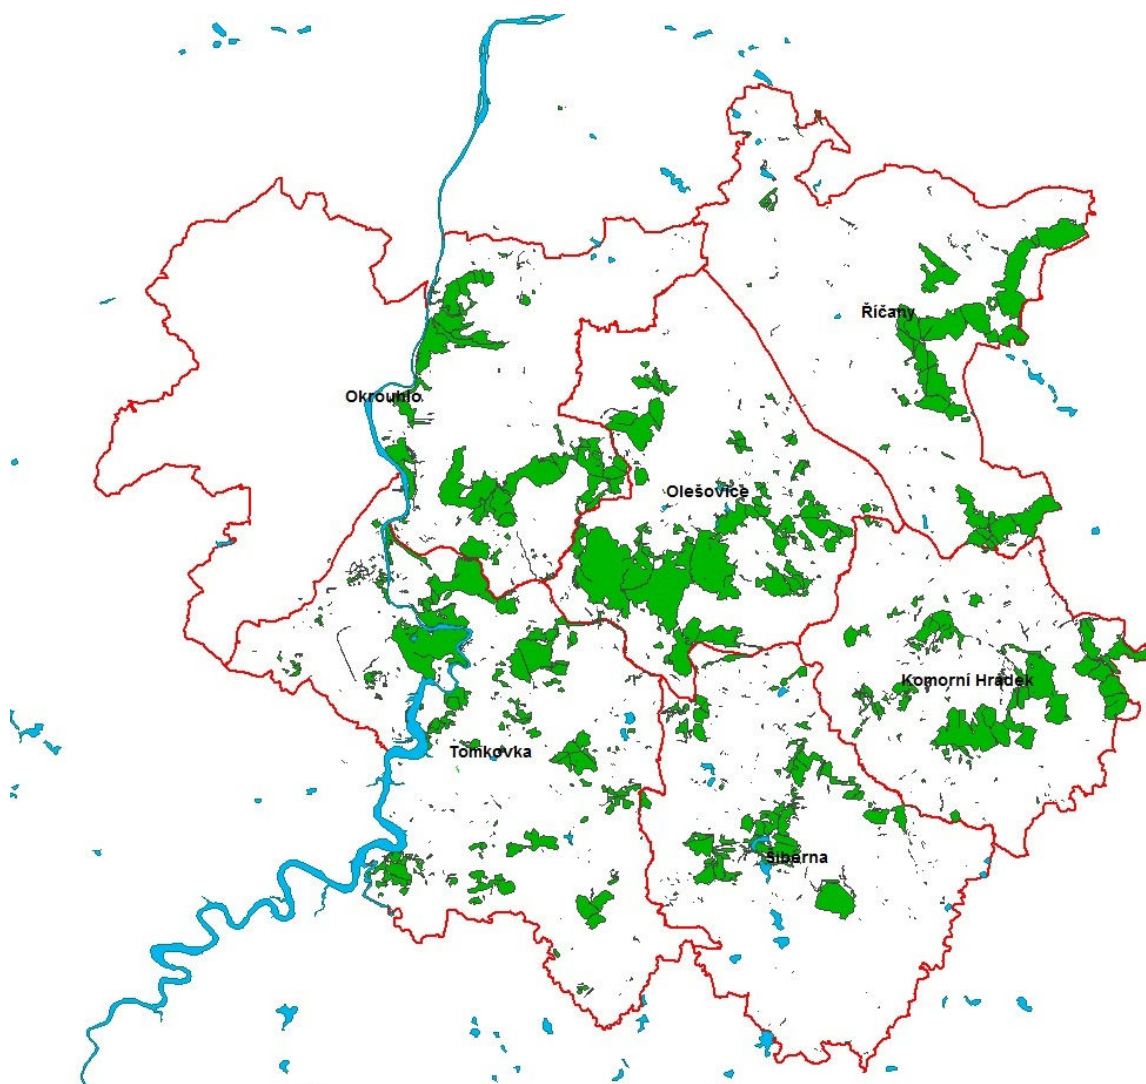 Říčany
Okrouhlo
Olešovice
Komorní Hrádek
Tomkovka
Šiberna